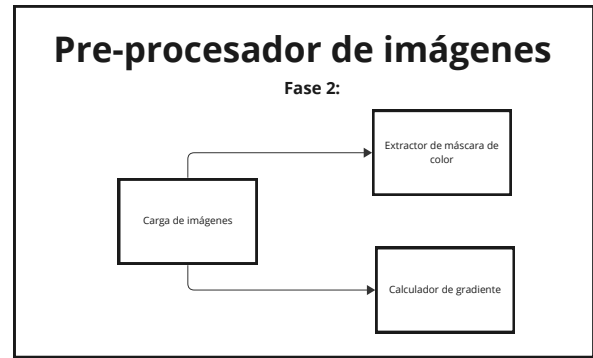 Pre-procesador de imágenes
Fase 2:
Extractor de máscara de
color
Carga de imágenes
Calculador de gradiente